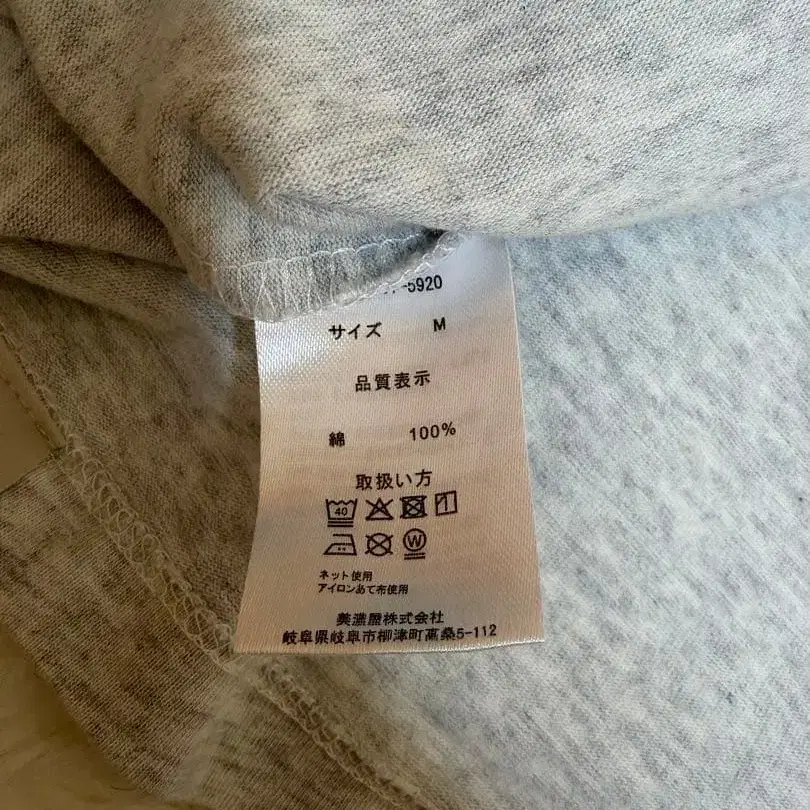 5920
サイズ M
品質表示
綿 100%
取扱い方
40
W
ネット使用
アイロンあて布使用
美濃屋株式会社
岐阜県岐阜市柳津町高桑5-112